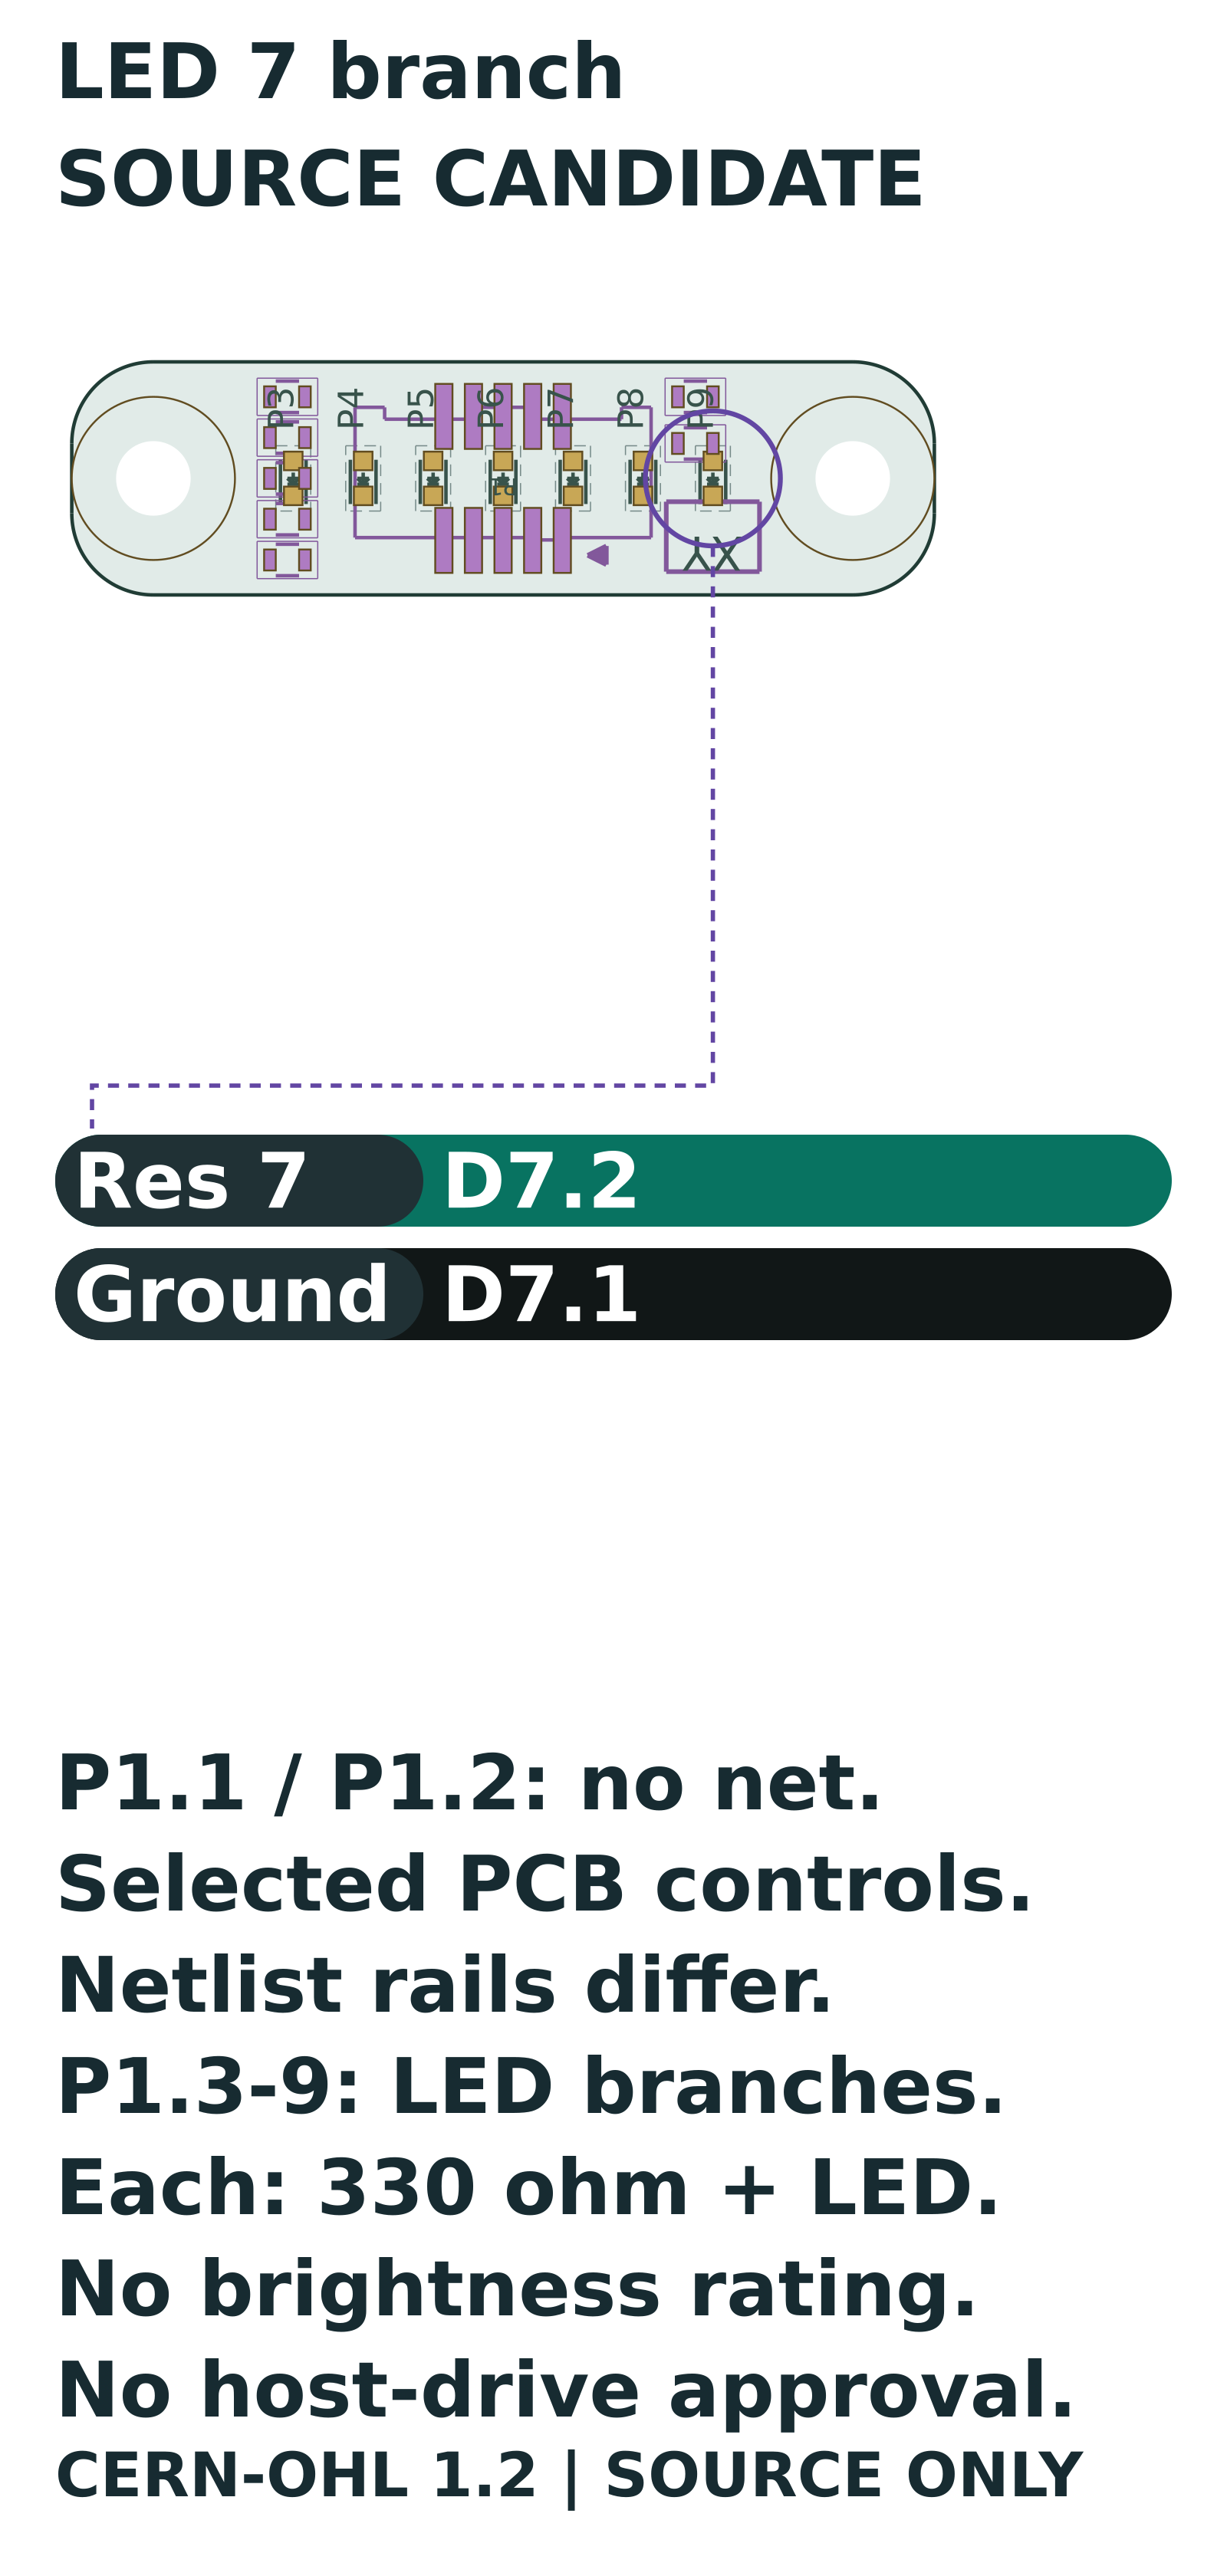 LED 7 branch
SOURCE CANDIDATE
P3 P4 P5 P6 P7 P8 P9
Res 7 D7.2
Ground D7.1
P1.1 / P1.2: no net.
Selected PCB controls.
Netlist rails differ.
P1.3-9: LED branches.
Each: 330 ohm + LED.
No brightness rating.
No host-drive approval.
CERN-OHL 1.2 | SOURCE ONLY